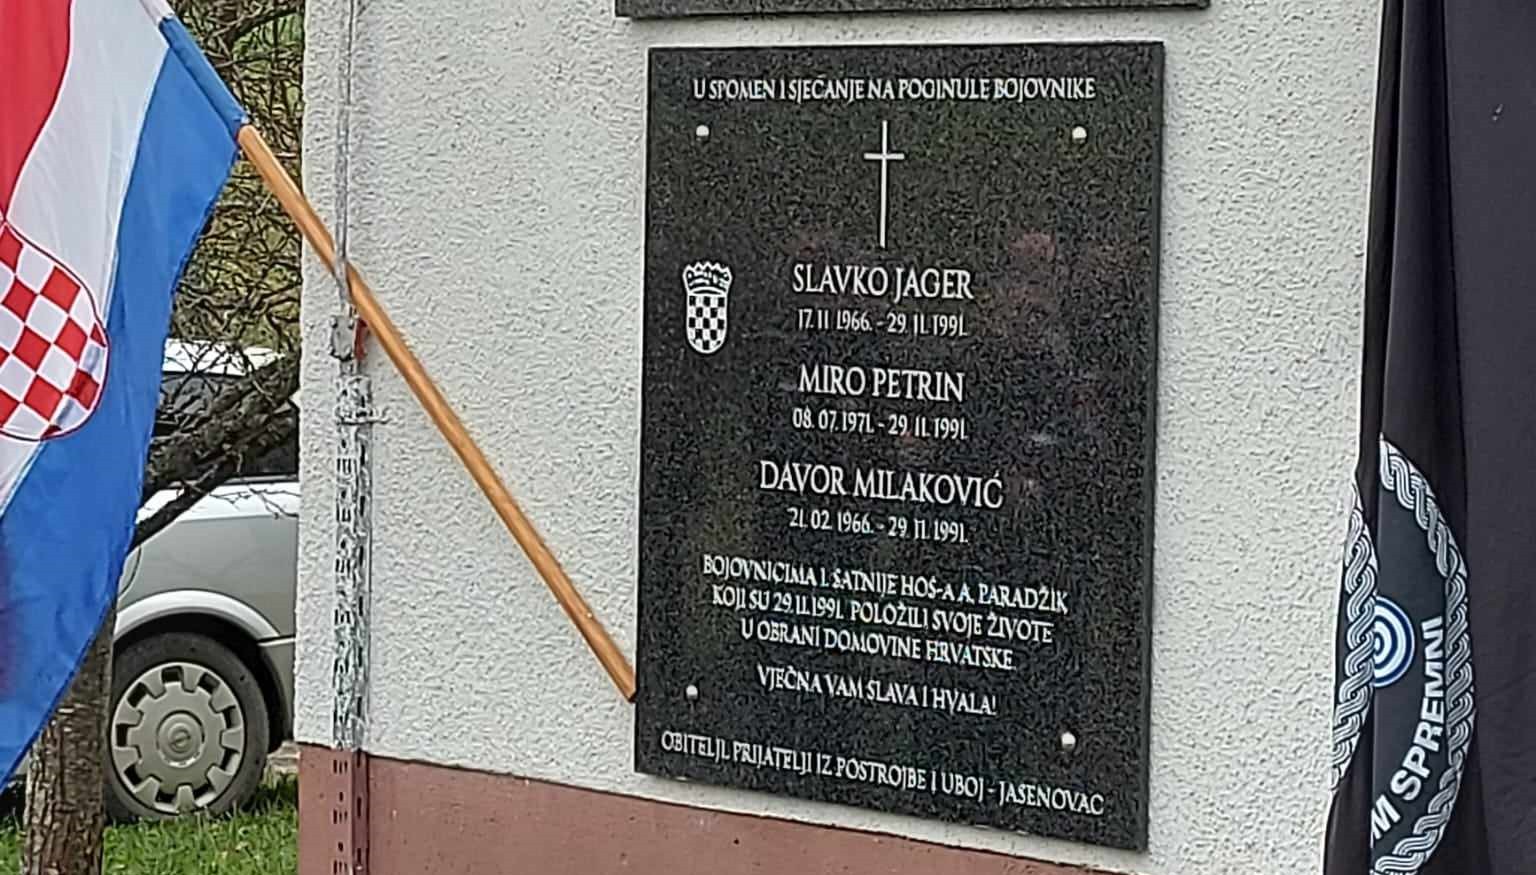 U SPOMEN I SJEĆANJE NA POGINULE BOJOVNIKE
SLAVKO JAGER
17. 11. 1966. - 29. 11. 1991.
MIRO PETRIN
08. 07. 1971. - 29. 11. 1991.
DAVOR MILAKOVIĆ
21. 02. 1966. - 29. 11. 1991.
BOJOVNICIMA 1. SATNIJE HOS-A A. PARADŽIK
KOJI SU 29.11.1991. POLOŽILI SVOJE ŽIVOTE
U OBRANI DOMOVINE HRVATSKE.
VJEČNA VAM SLAVA I HVALA!
OBITELJI, PRIJATELJI IZ POSTROJBE I UBOJ - JASENOVAC
M SPREMNI